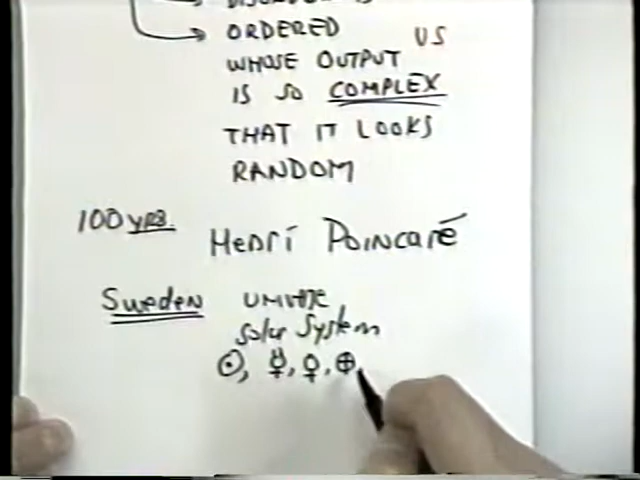 ORDERED US
WHOSE OUTPUT
IS SO COMPLEX
THAT IT LOOKS
RANDOM
100 yrs. Henri Poincaré
Sweden
Solar System
☉, ☿, ♀, ⊕